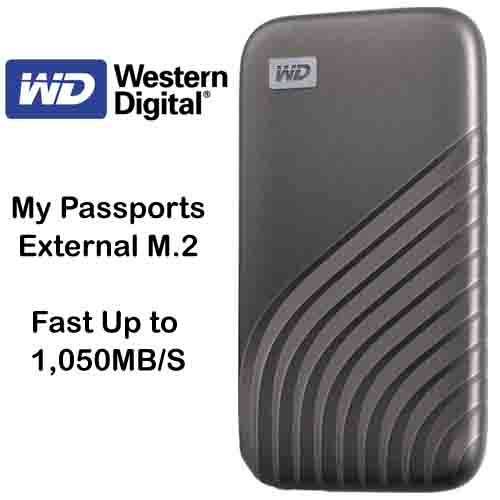 WD Western
Digital®
WD
My Passports
External M.2
Fast Up to
1,050MB/S